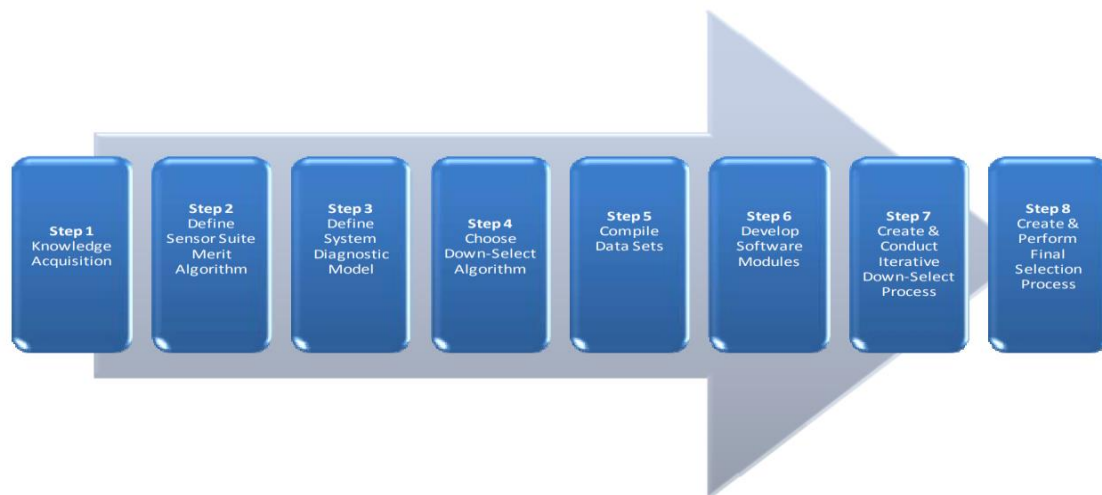 Step 1
Knowledge
Acquisition
Step 2
Define
Sensor Suite
Merit
Algorithm
Step 3
Define
System
Diagnostic
Model
Step 4
Choose
Down-Select
Algorithm
Step 5
Compile
Data Sets
Step 6
Develop
Software
Modules
Step 7
Create &
Conduct
Iterative
Down-Select
Process
Step 8
Create &
Perform
Final
Selection
Process